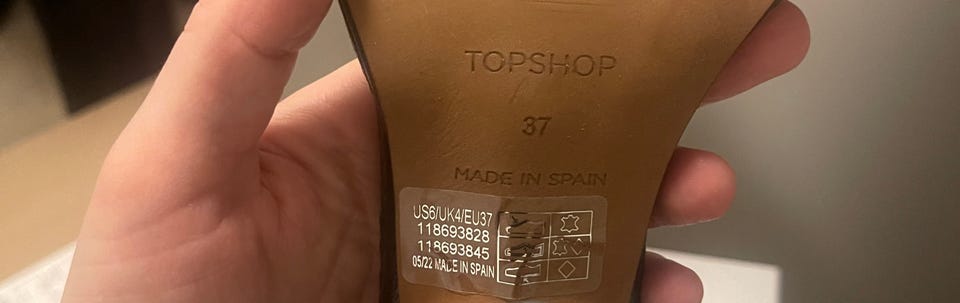 TOPSHOP
37
MADE IN SPAIN
US6/UK4/EU37
118693828
118693845
05/22 MADE IN SPAIN